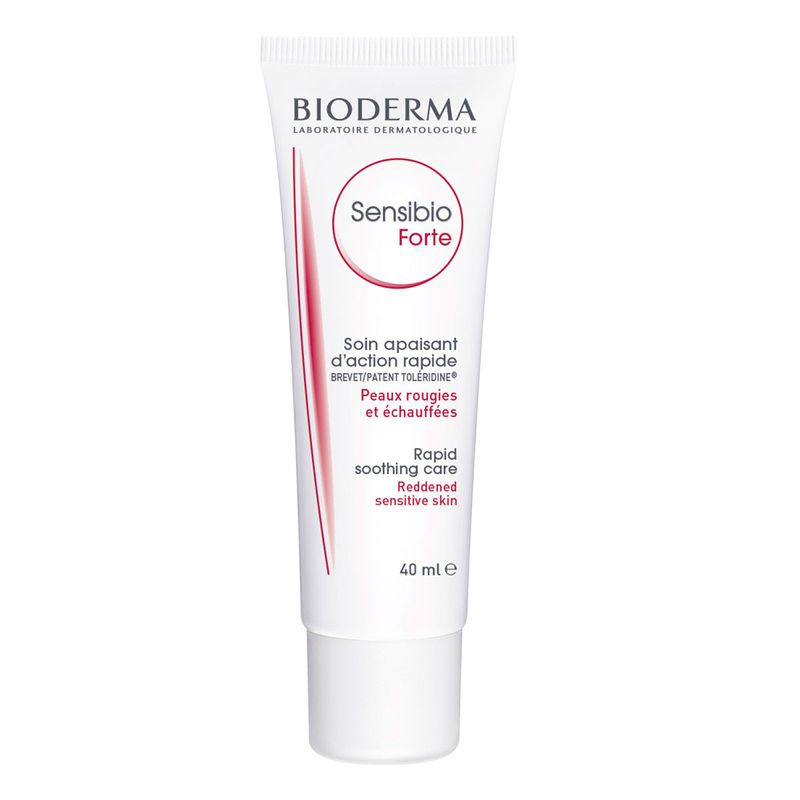 BIODERMA
LABORATOIRE DERMATOLOGIQUE
Sensibio
Forte
Soin apaisant
d'action rapide
BREVET/PATENT TOLÉRIDINE®
Peaux rougies
et échauffées
Rapid
soothing care
Reddened
sensitive skin
40 ml ℮